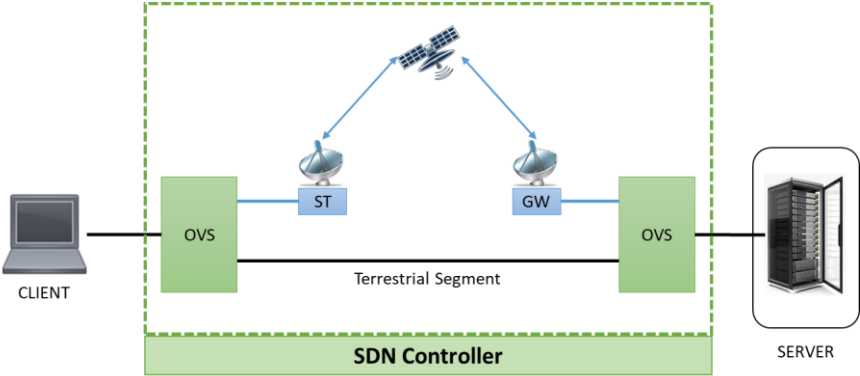 ST
GW
OVS
OVS
Terrestrial Segment
CLIENT
SDN Controller
SERVER